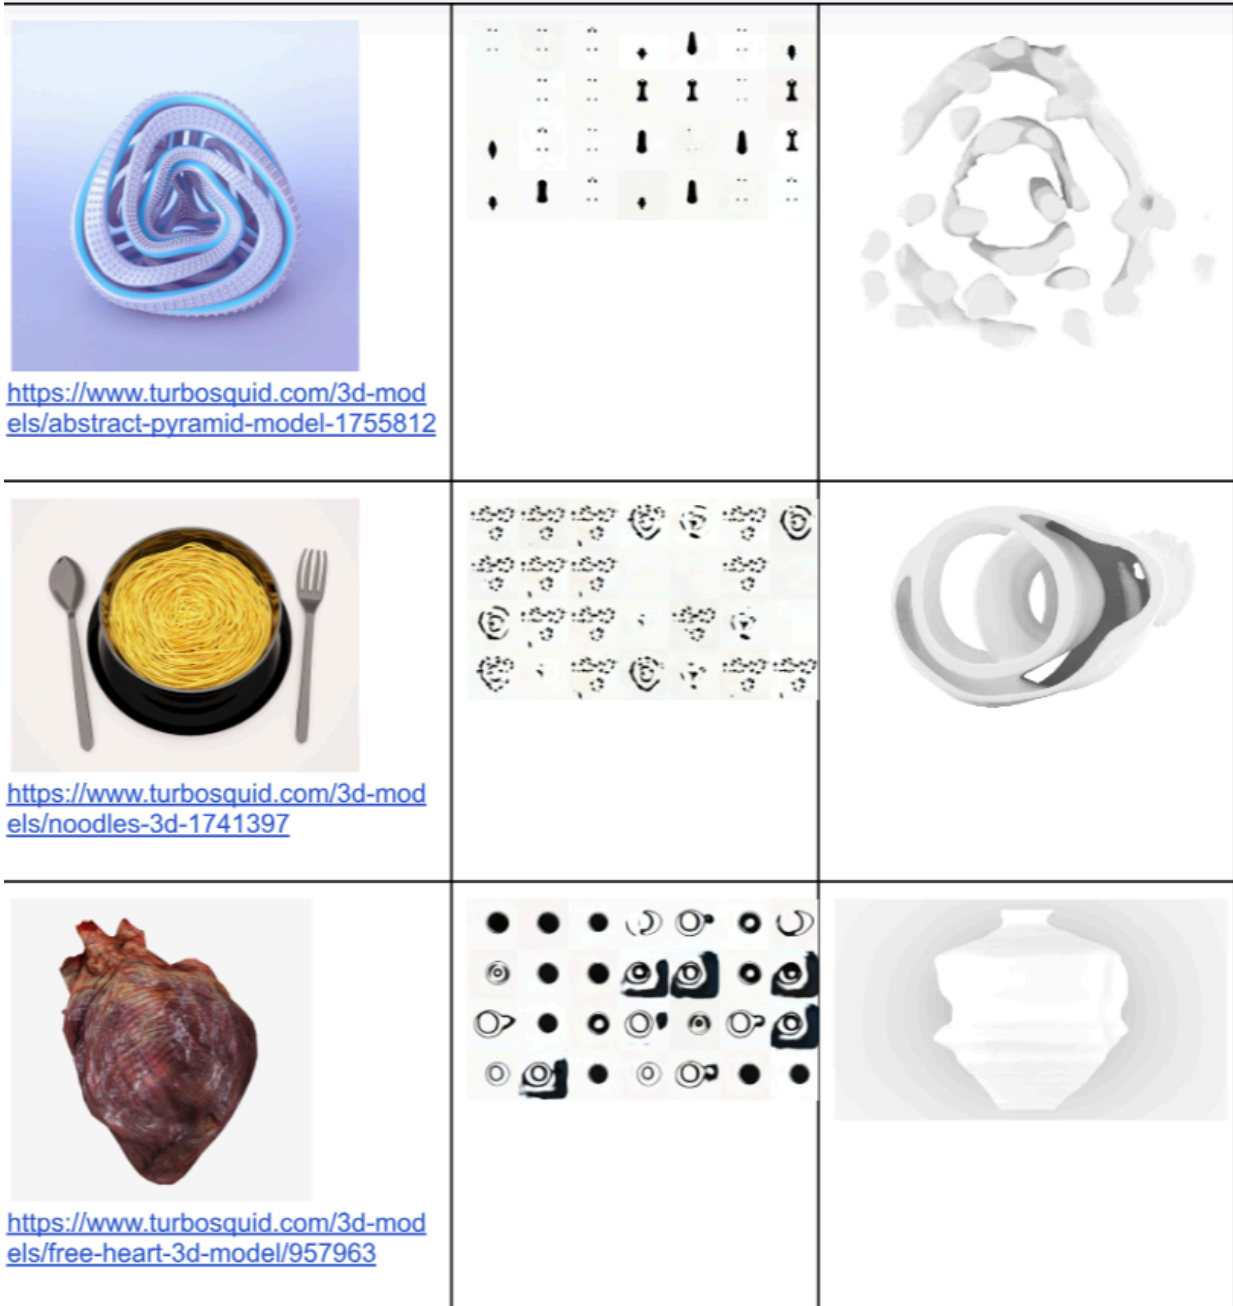 https://www.turbosquid.com/3d-mod
els/abstract-pyramid-model-1755812
https://www.turbosquid.com/3d-mod
els/noodles-3d-1741397
https://www.turbosquid.com/3d-mod
els/free-heart-3d-model/957963